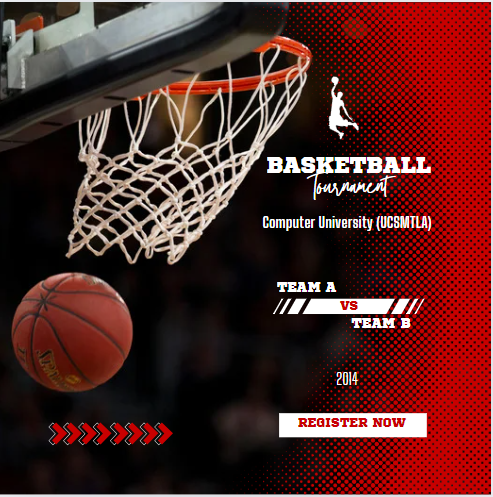 BASKETBALL
Tournament
Computer University (UCSMTLA)
TEAM A
VS
TEAM B
2014
REGISTER NOW